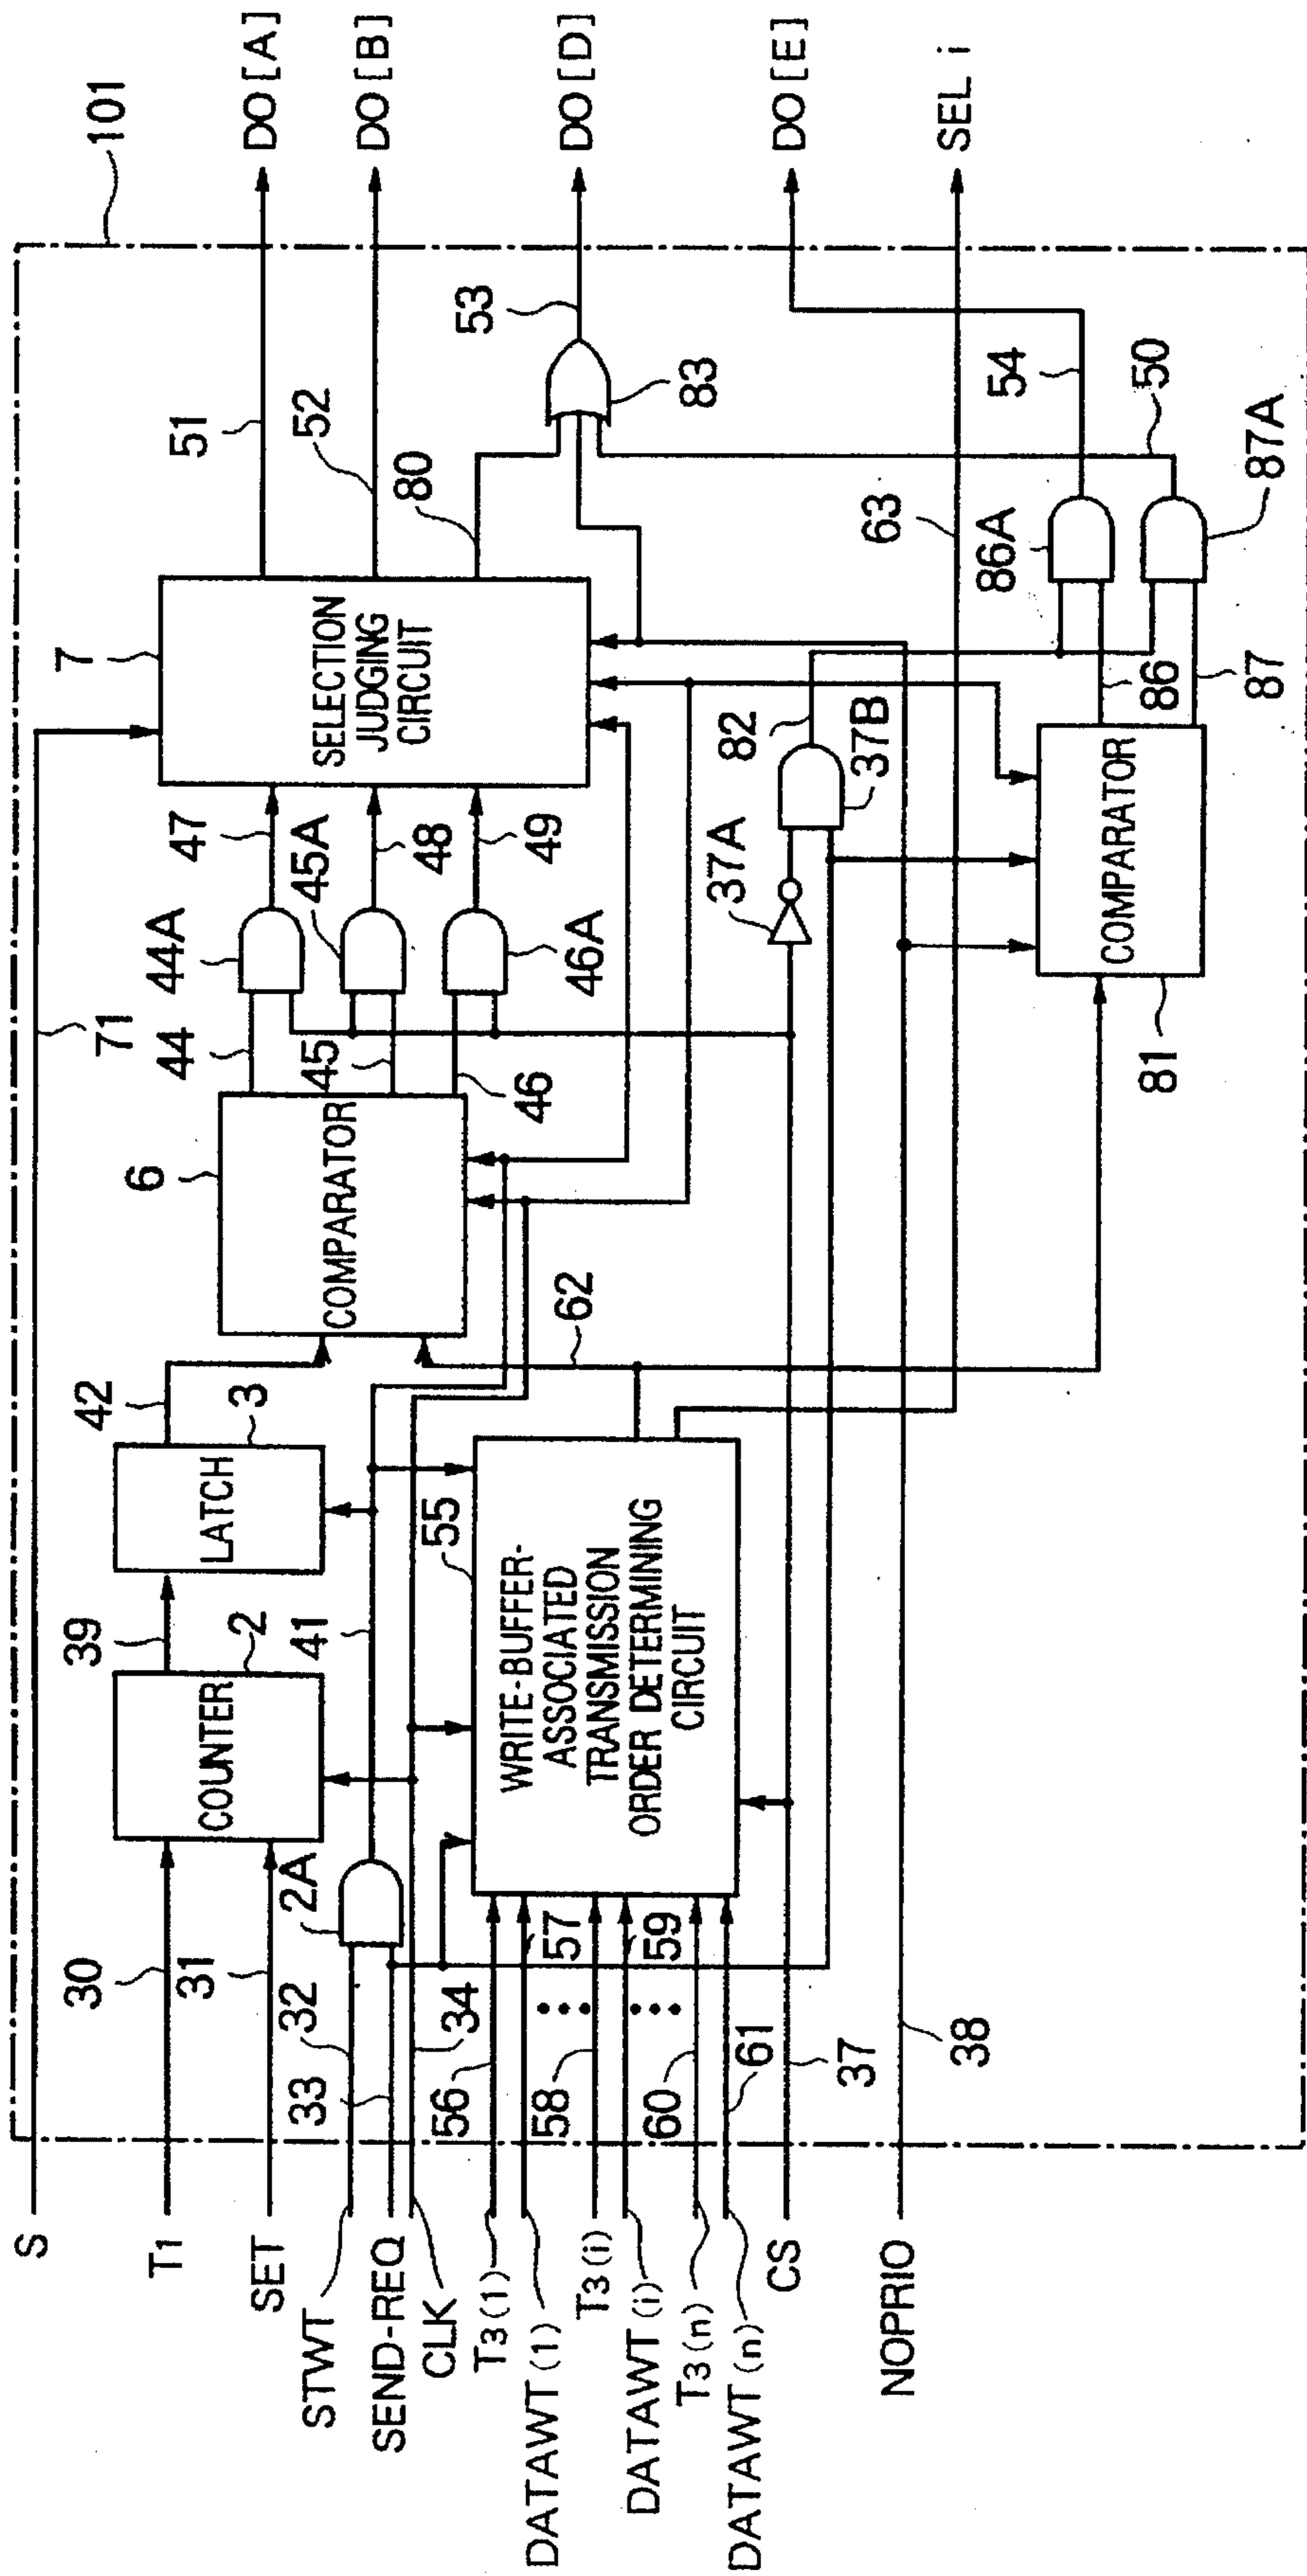 S
T1
SET
STWT
SEND-REQ
CLK
T3(1)
DATAWT(1)
T3(i)
DATAWT(i)
T3(n)
DATAWT(n)
CS
NOPRIO
30
31
32
33
34
56
57
58
59
60
61
37
38
2A
COUNTER
2
39
41
LATCH
3
42
WRITE-BUFFER-
ASSOCIATED
TRANSMISSION
ORDER DETERMINING
CIRCUIT
55
62
COMPARATOR
6
71
44
45
46
44A
45A
46A
47
48
49
SELECTION
JUDGING
CIRCUIT
7
37A
37B
82
COMPARATOR
81
86
87
86A
87A
63
80
51
52
83
53
54
50
101
DO[A]
DO[B]
DO[D]
DO[E]
SEL i